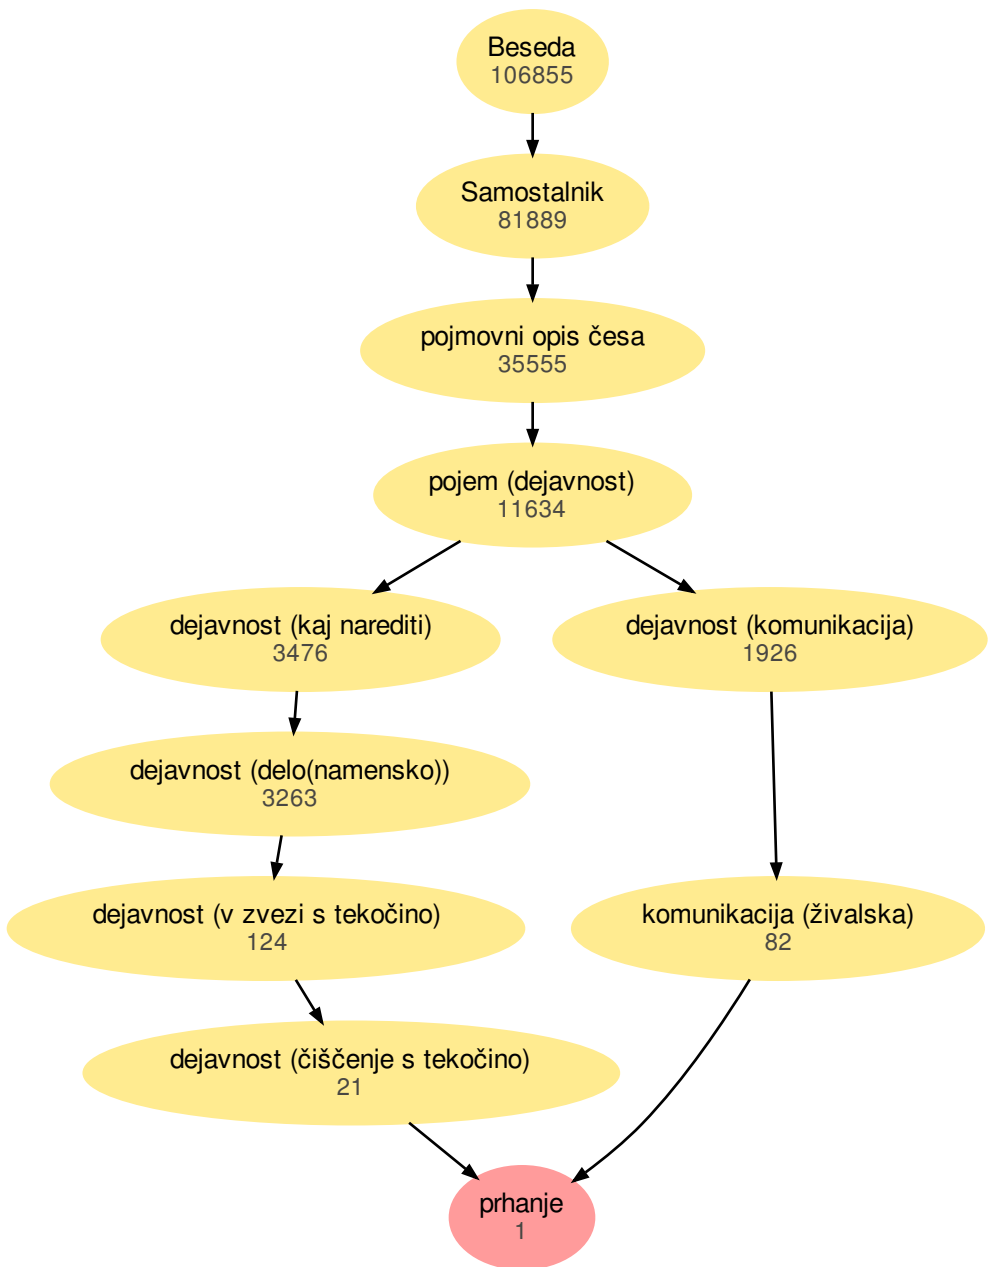 Beseda
106855
Samostalnik
81889
pojmovni opis česa
35555
pojem (dejavnost)
11634
dejavnost (kaj narediti)
3476
dejavnost (komunikacija)
1926
dejavnost (delo(namensko))
3263
dejavnost (v zvezi s tekočino)
124
komunikacija (živalska)
82
dejavnost (čiščenje s tekočino)
21
prhanje
1